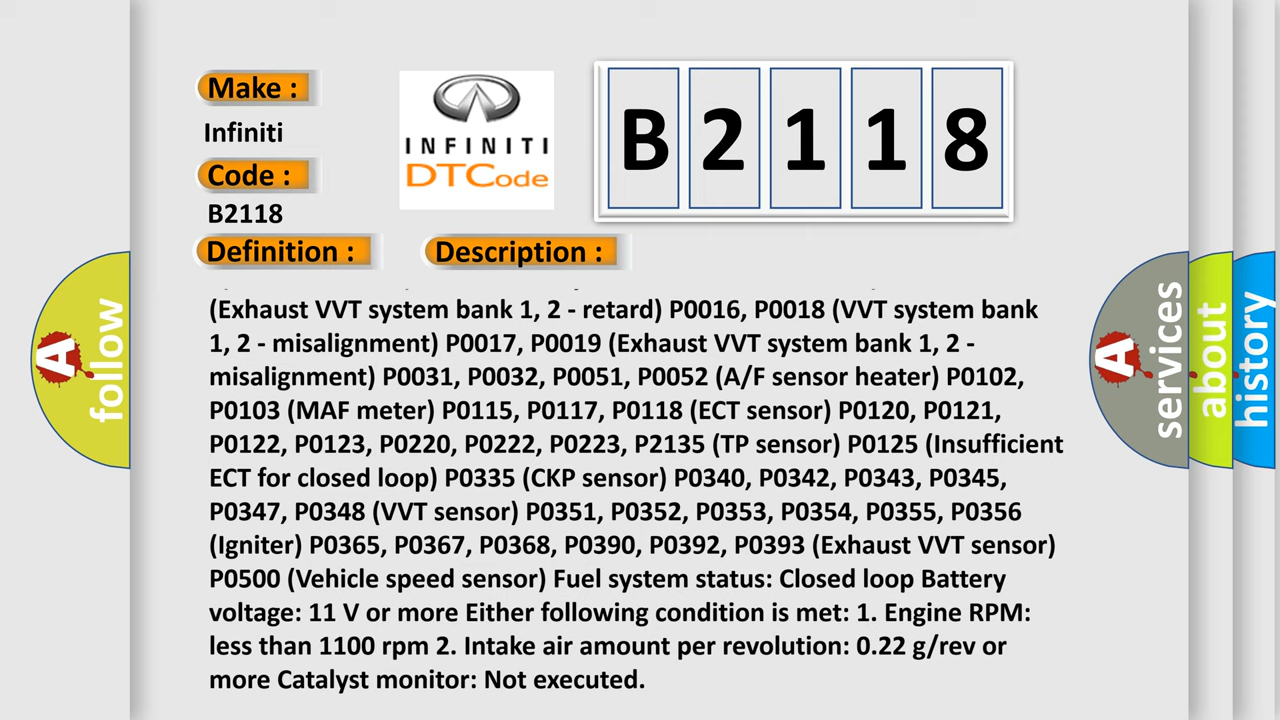 Make :
Infiniti
Code :
B2118
INFINITI
DTCode
B2118
Definition :
Description :
(Exhaust VVT system bank 1, 2 - retard) P0016, P0018 (VVT system bank
1, 2 - misalignment) P0017, P0019 (Exhaust VVT system bank 1, 2 -
misalignment) P0031, P0032, P0051, P0052 (A/F sensor heater) P0102,
P0103 (MAF meter) P0115, P0117, P0118 (ECT sensor) P0120, P0121,
P0122, P0123, P0220, P0222, P0223, P2135 (TP sensor) P0125 (Insufficient
ECT for closed loop) P0335 (CKP sensor) P0340, P0342, P0343, P0345,
P0347, P0348 (VVT sensor) P0351, P0352, P0353, P0354, P0355, P0356
(Igniter) P0365, P0367, P0368, P0390, P0392, P0393 (Exhaust VVT sensor)
P0500 (Vehicle speed sensor) Fuel system status: Closed loop Battery
voltage: 11 V or more Either following condition is met: 1. Engine RPM:
less than 1100 rpm 2. Intake air amount per revolution: 0.22 g/rev or
more Catalyst monitor: Not executed.
A
follow
A
services
about
history